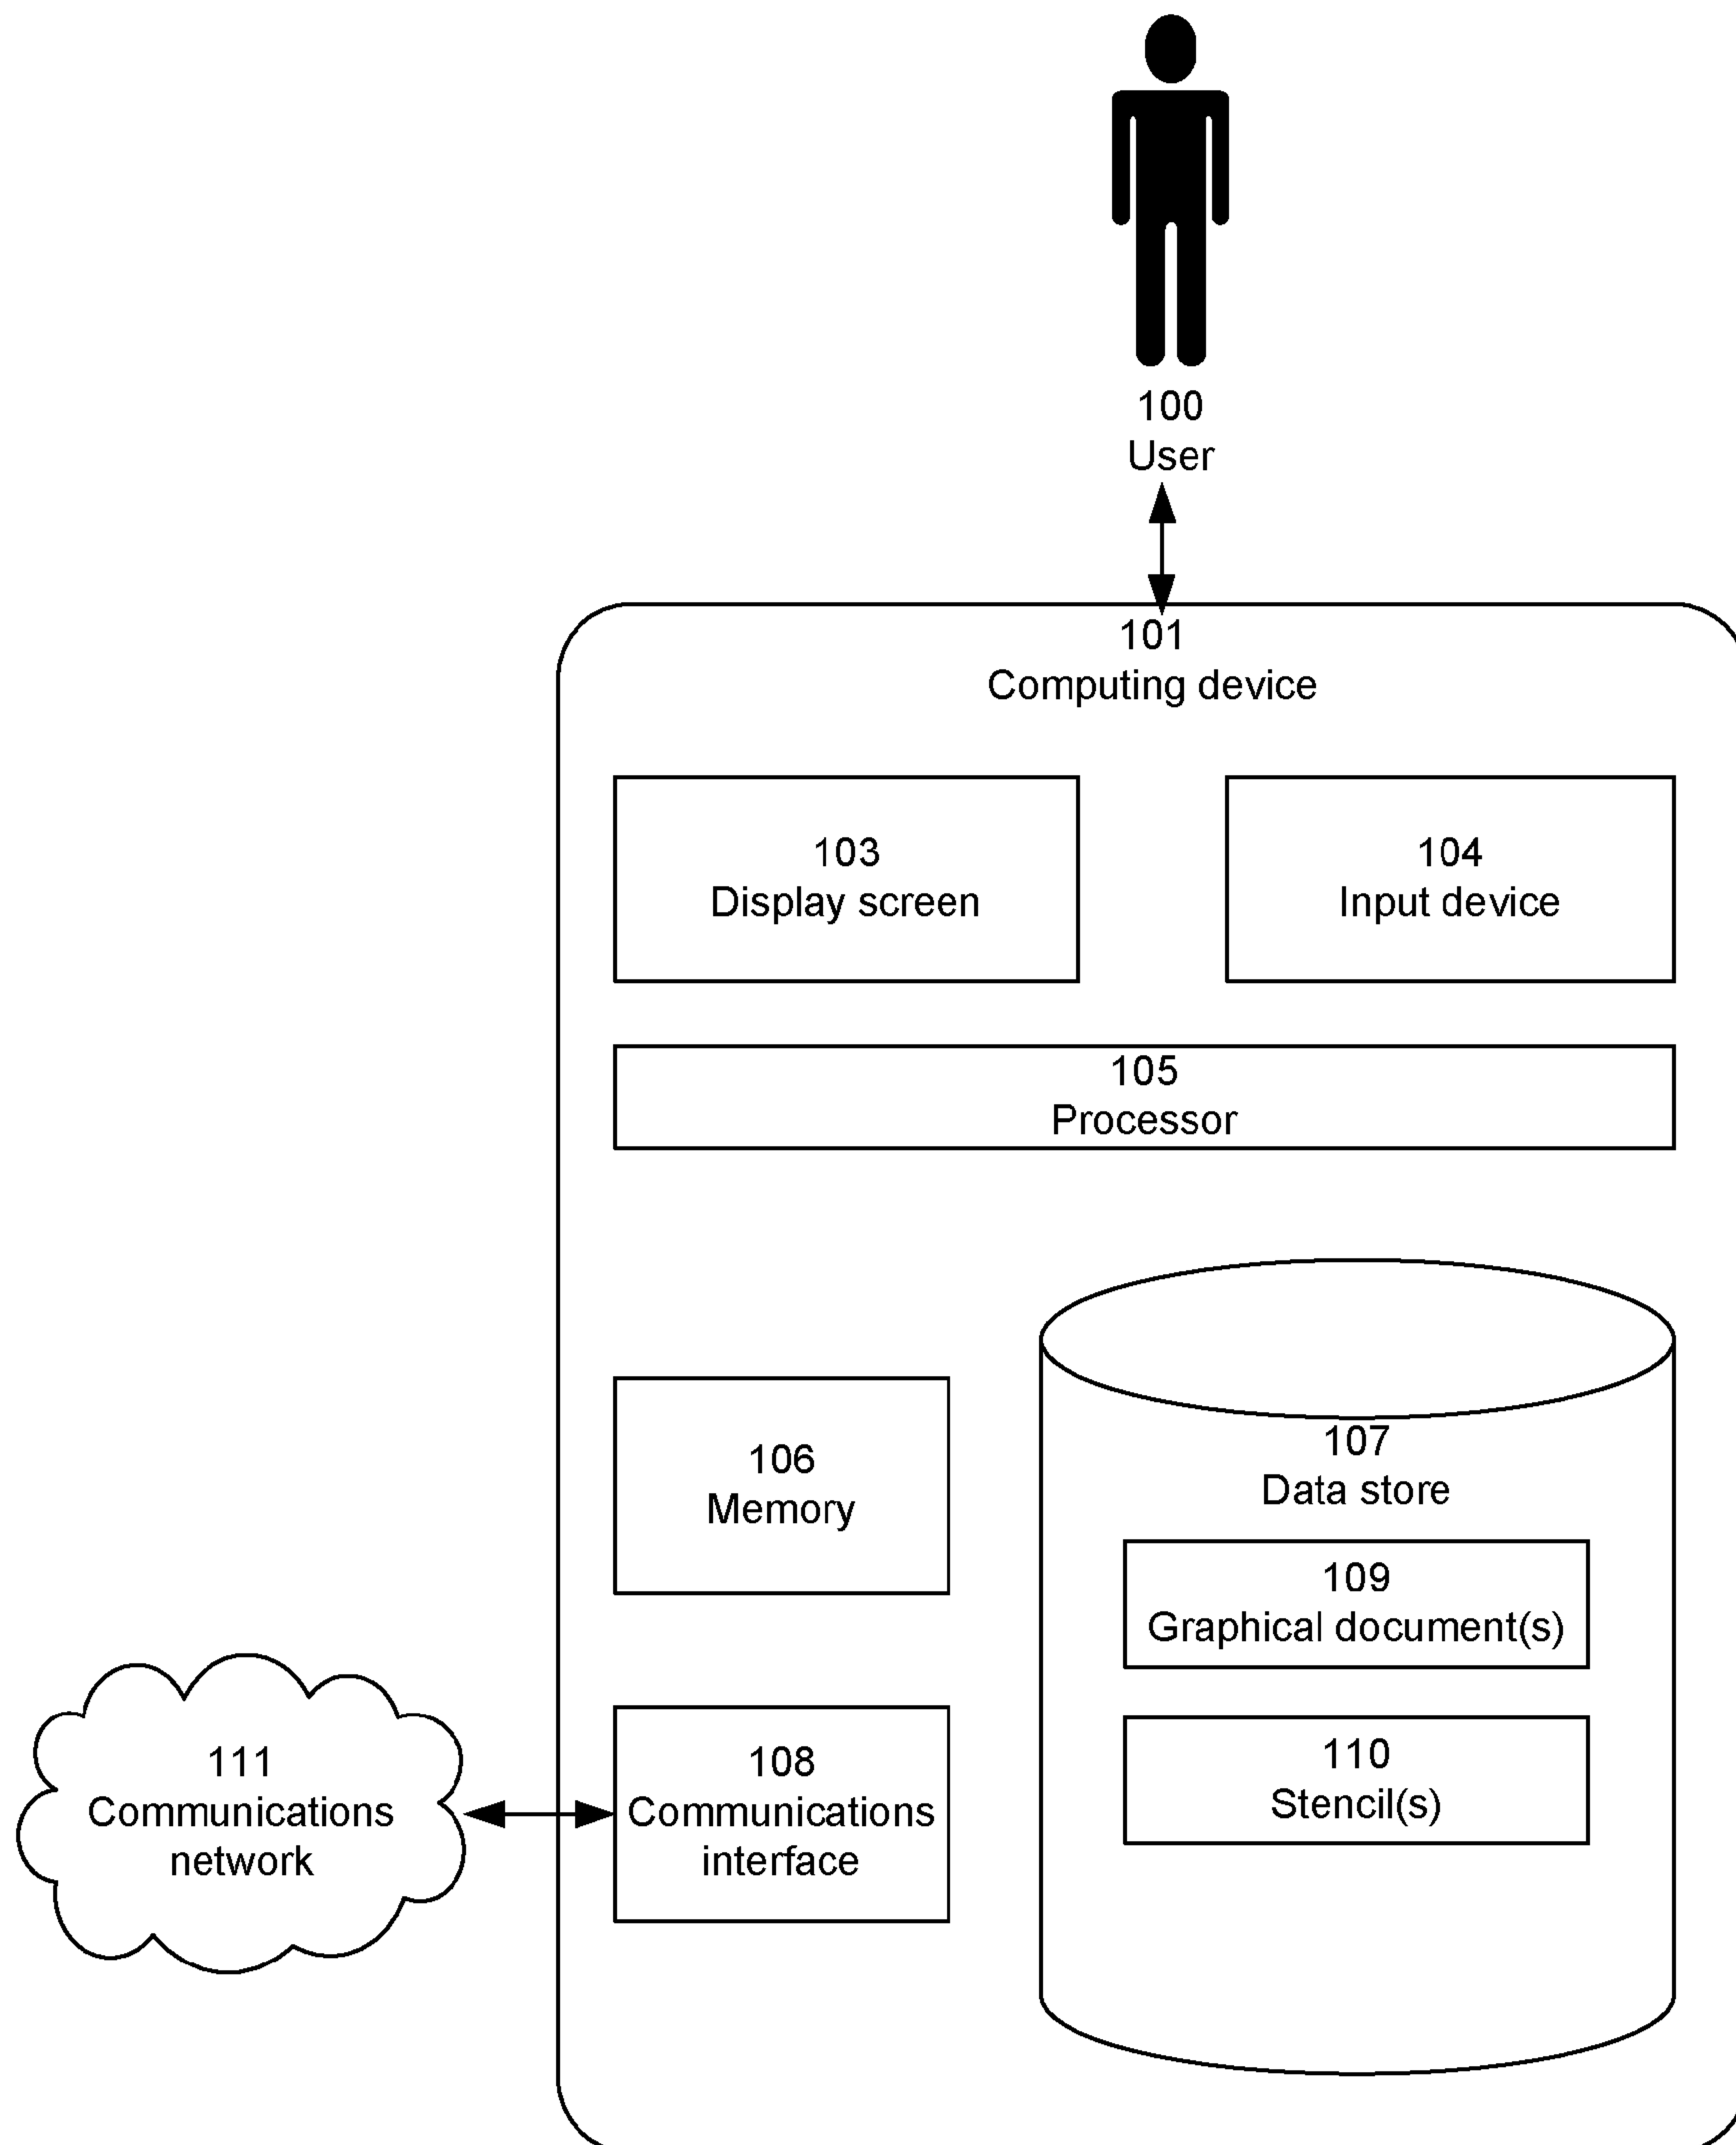 100
User
101
Computing device
103
Display screen
104
Input device
105
Processor
106
Memory
107
Data store
109
Graphical document(s)
110
Stencil(s)
111
Communications
network
108
Communications
interface